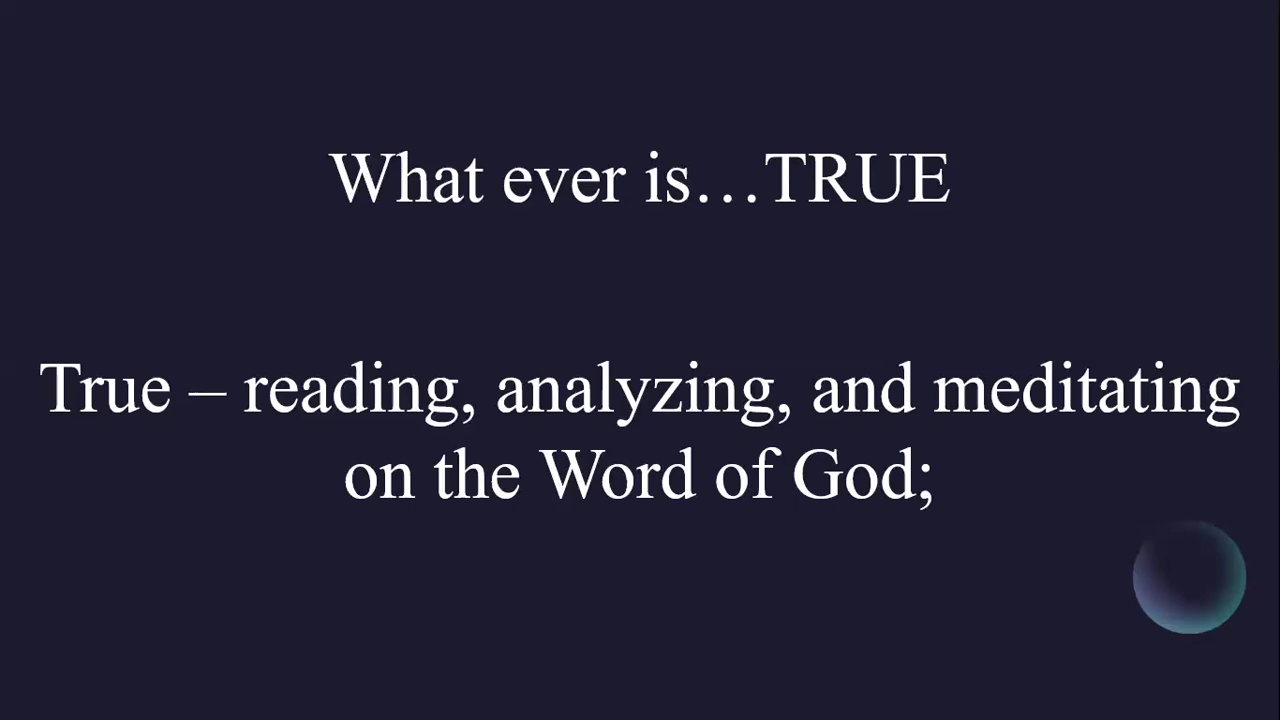 What ever is…TRUE
True – reading, analyzing, and meditating
on the Word of God;